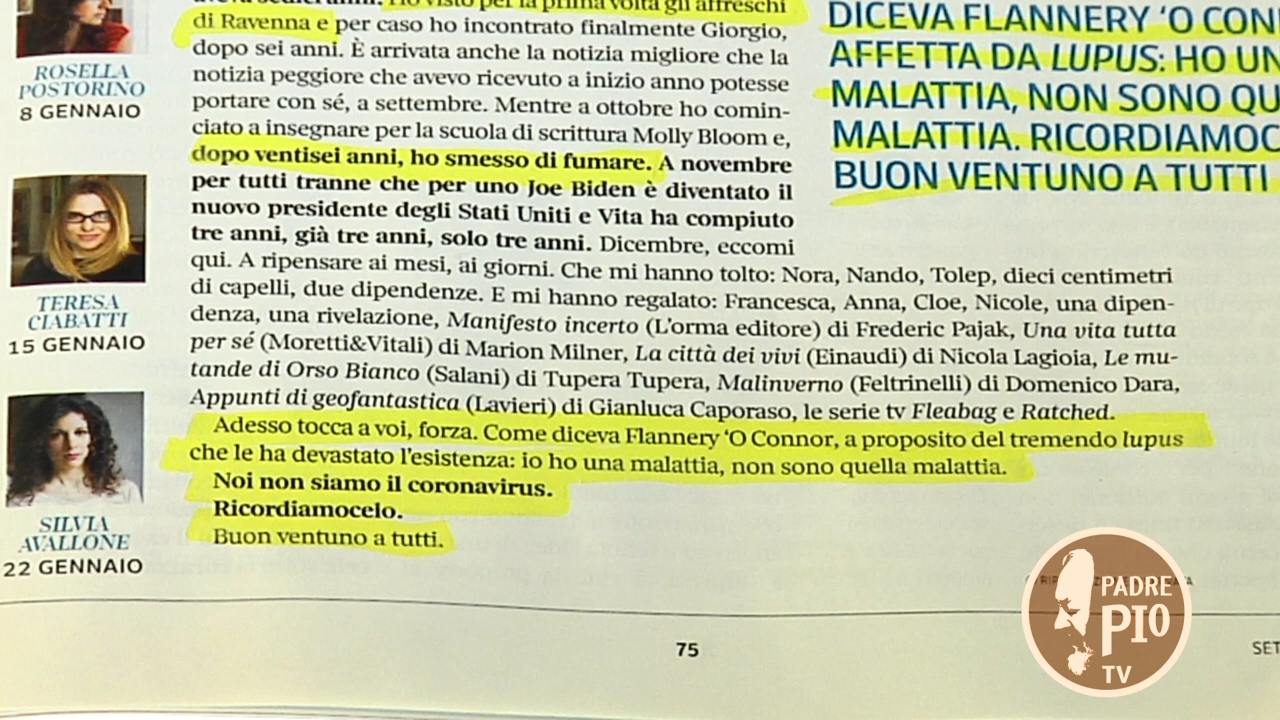 ROSELLA
POSTORINO
8 GENNAIO
TERESA
CIABATTI
15 GENNAIO
SILVIA
AVALLONE
22 GENNAIO
di Ravenna e per caso ho incontrato finalmente Giorgio,
dopo sei anni. È arrivata anche la notizia migliore che la
notizia peggiore che avevo ricevuto a inizio anno potesse
portare con sé, a settembre. Mentre a ottobre ho comin-
ciato a insegnare per la scuola di scrittura Molly Bloom e,
dopo ventisei anni, ho smesso di fumare. A novembre
per tutti tranne che per uno Joe Biden è diventato il
nuovo presidente degli Stati Uniti e Vita ha compiuto
tre anni, già tre anni, solo tre anni. Dicembre, eccomi
qui. A ripensare ai mesi, ai giorni. Che mi hanno tolto: Nora, Nando, Tolep, dieci centimetri
di capelli, due dipendenze. E mi hanno regalato: Francesca, Anna, Cloe, Nicole, una dipen-
denza, una rivelazione, Manifesto incerto (L'orma editore) di Frederic Pajak, Una vita tutta
per sé (Moretti&Vitali) di Marion Milner, La città dei vivi (Einaudi) di Nicola Lagioia, Le mu-
tande di Orso Bianco (Salani) di Tupera Tupera, Malinverno (Feltrinelli) di Domenico Dara,
Appunti di geofantastica (Lavieri) di Gianluca Caporaso, le serie tv Fleabag e Ratched.
Adesso tocca a voi, forza. Come diceva Flannery 'O Connor, a proposito del tremendo lupus
che le ha devastato l'esistenza: io ho una malattia, non sono quella malattia.
Noi non siamo il coronavirus.
Ricordiamocelo.
Buon ventuno a tutti.
DICEVA FLANNERY 'O CON
AFFETTA DA LUPUS: HO UN
MALATTIA, NON SONO QU
MALATTIA. RICORDIAMOC
BUON VENTUNO A TUTTI
75
SET
PADRE
PIO
TV